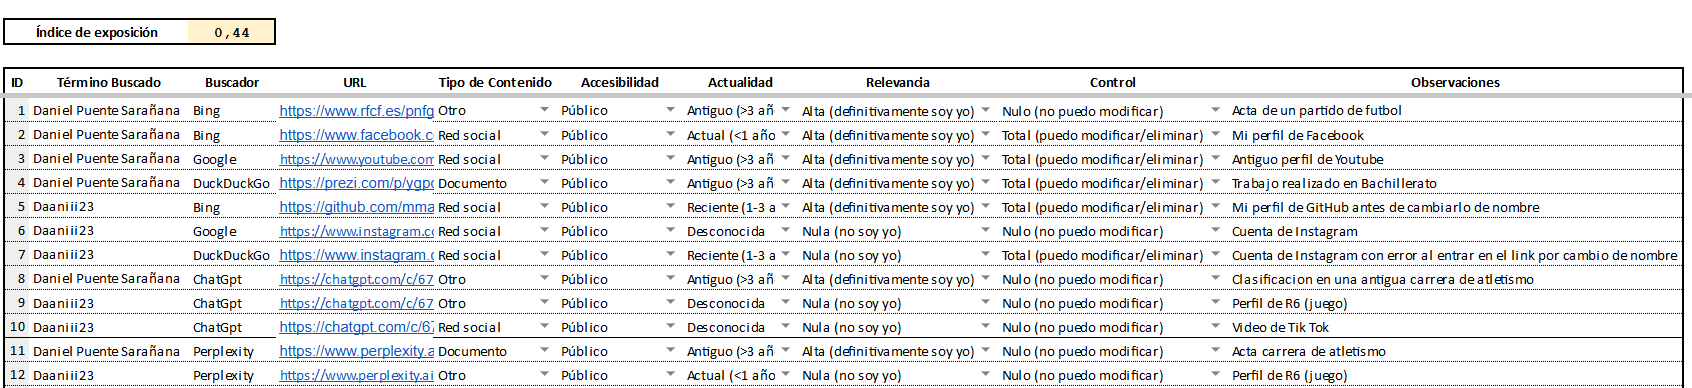 Índice de exposición 0,44
ID Término Buscado Buscador URL Tipo de Contenido Accesibilidad Actualidad Relevancia Control Observaciones
1 Daniel Puente Sarañana Bing https://www.rfcf.es/pnfg Otro Público Antiguo (>3 añ Alta (definitivamente soy yo) Nulo (no puedo modificar) Acta de un partido de futbol
2 Daniel Puente Sarañana Bing https://www.facebook.c Red social Público Actual (<1 año Alta (definitivamente soy yo) Total (puedo modificar/eliminar) Mi perfil de Facebook
3 Daniel Puente Sarañana Google https://www.youtube.com Red social Público Antiguo (>3 añ Alta (definitivamente soy yo) Total (puedo modificar/eliminar) Antiguo perfil de Youtube
4 Daniel Puente Sarañana DuckDuckGo https://prezi.com/p/ygpc Documento Público Antiguo (>3 añ Alta (definitivamente soy yo) Total (puedo modificar/eliminar) Trabajo realizado en Bachillerato
5 Daaniii23 Bing https://github.com/mma Red social Público Reciente (1-3 a Alta (definitivamente soy yo) Total (puedo modificar/eliminar) Mi perfil de GitHub antes de cambiarlo de nombre
6 Daaniii23 Google https://www.instagram.co Red social Público Desconocida Nula (no soy yo) Nulo (no puedo modificar) Cuenta de Instagram
7 Daaniii23 DuckDuckGo https://www.instagram.c Red social Público Reciente (1-3 a Nula (no soy yo) Total (puedo modificar/eliminar) Cuenta de Instagram con error al entrar en el link por cambio de nombre
8 Daniel Puente Sarañana ChatGpt https://chatgpt.com/c/67 Otro Público Antiguo (>3 añ Alta (definitivamente soy yo) Nulo (no puedo modificar) Clasificacion en una antigua carrera de atletismo
9 Daaniii23 ChatGpt https://chatgpt.com/c/67 Otro Público Desconocida Nula (no soy yo) Nulo (no puedo modificar) Perfil de R6 (juego)
10 Daaniii23 ChatGpt https://chatgpt.com/c/67 Red social Público Desconocida Nula (no soy yo) Nulo (no puedo modificar) Video de Tik Tok
11 Daniel Puente Sarañana Perplexity https://www.perplexity.a Documento Público Antiguo (>3 añ Alta (definitivamente soy yo) Nulo (no puedo modificar) Acta carrera de atletismo
12 Daaniii23 Perplexity https://www.perplexity.ai Otro Público Actual (<1 año Nula (no soy yo) Nulo (no puedo modificar) Perfil de R6 (juego)